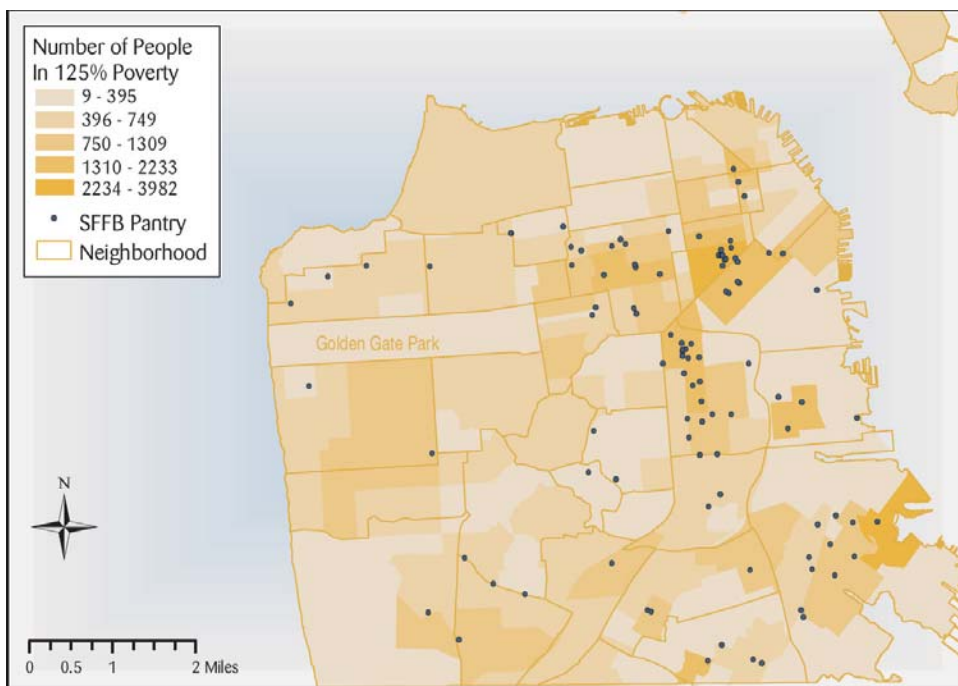 Number of People
In 125% Poverty
9 - 395
396 - 749
750 - 1309
1310 - 2233
2234 - 3982
SFFB Pantry
Neighborhood
Golden Gate Park
N
0 0.5 1 2 Miles